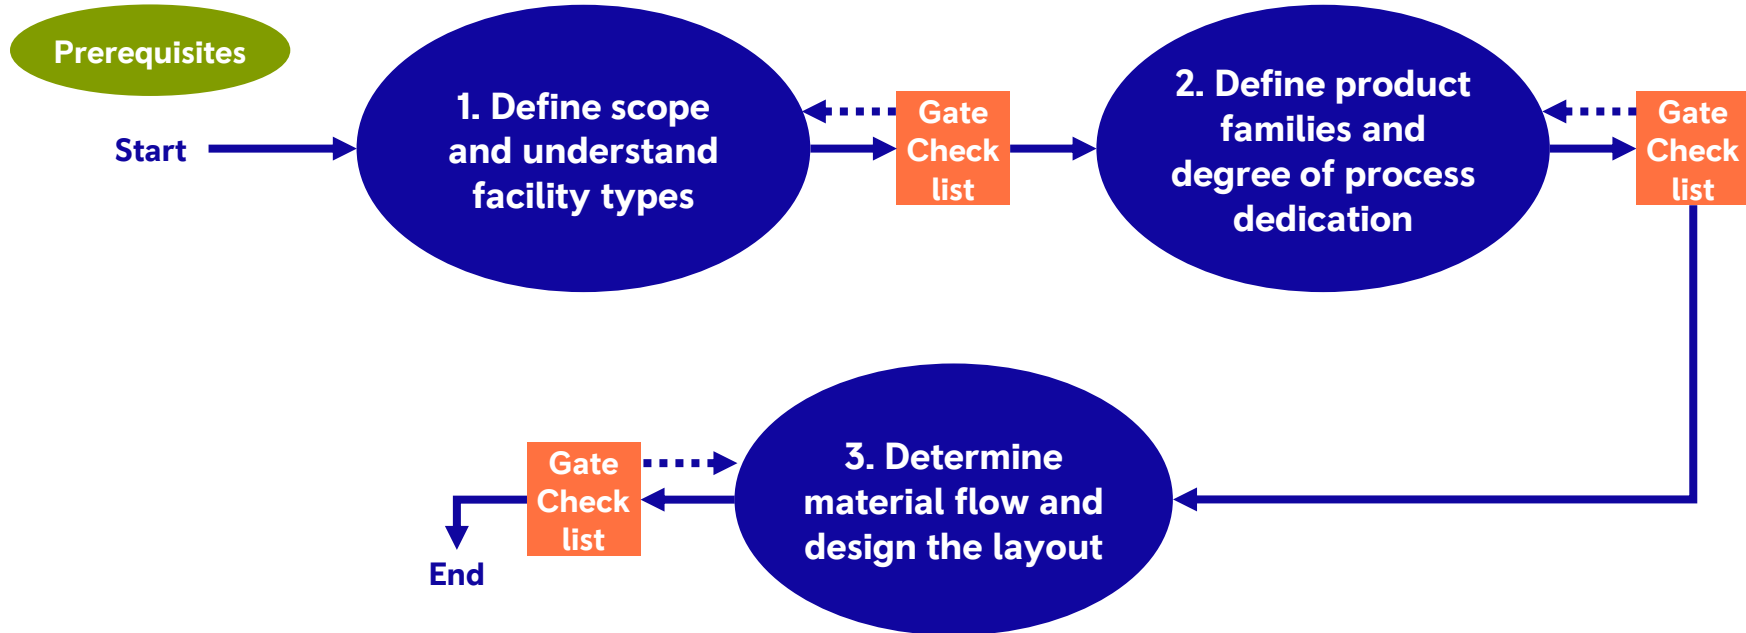 Prerequisites
Start
1. Define scope
and understand
facility types
Gate
Check
list
2. Define product
families and
degree of process
dedication
Gate
Check
list
3. Determine
material flow and
design the layout
Gate
Check
list
End